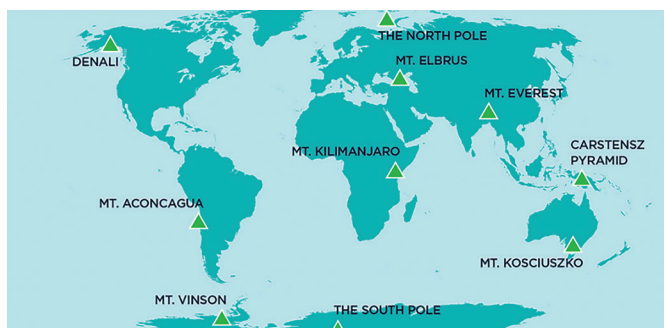 THE NORTH POLE
DENALI
MT. ELBRUS
MT. EVEREST
CARSTENSZ
PYRAMID
MT. KILIMANJARO
MT. ACONCAGUA
MT. KOSCIUSZKO
MT. VINSON
THE SOUTH POLE